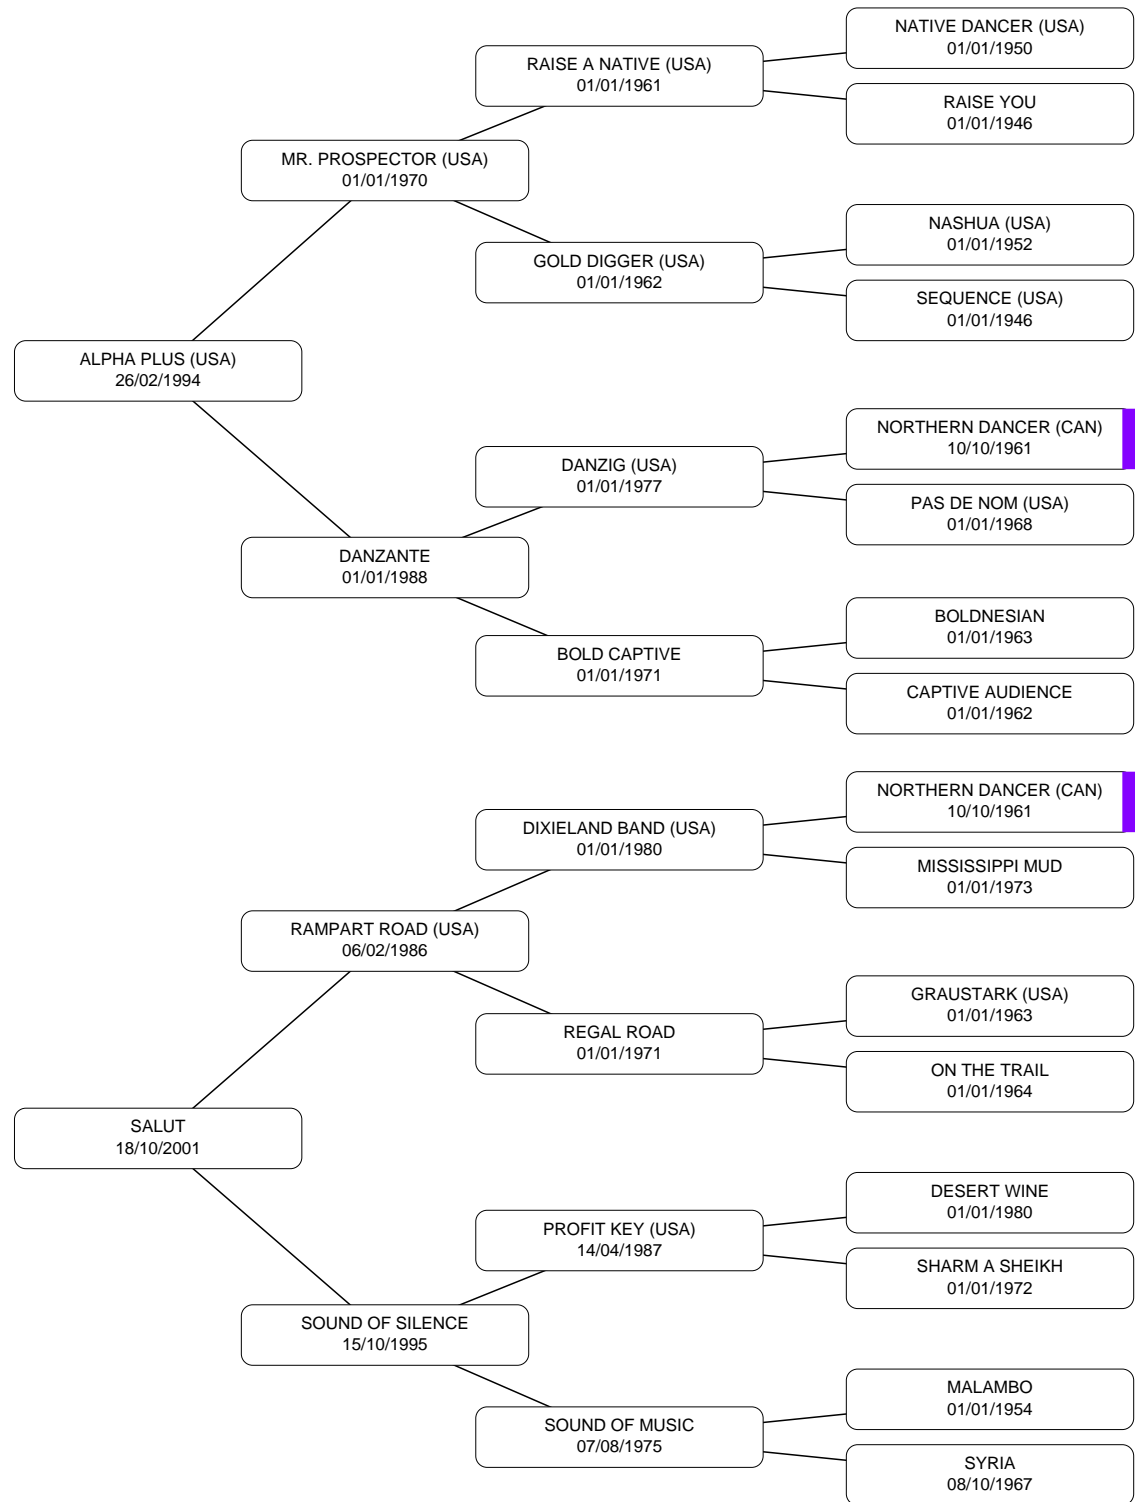 NATIVE DANCER (USA)
01/01/1950
RAISE A NATIVE (USA)
01/01/1961
RAISE YOU
01/01/1946
MR. PROSPECTOR (USA)
01/01/1970
NASHUA (USA)
01/01/1952
GOLD DIGGER (USA)
01/01/1962
SEQUENCE (USA)
01/01/1946
ALPHA PLUS (USA)
26/02/1994
NORTHERN DANCER (CAN)
10/10/1961
DANZIG (USA)
01/01/1977
PAS DE NOM (USA)
01/01/1968
DANZANTE
01/01/1988
BOLDNESIAN
01/01/1963
BOLD CAPTIVE
01/01/1971
CAPTIVE AUDIENCE
01/01/1962
NORTHERN DANCER (CAN)
10/10/1961
DIXIELAND BAND (USA)
01/01/1980
MISSISSIPPI MUD
01/01/1973
RAMPART ROAD (USA)
06/02/1986
GRAUSTARK (USA)
01/01/1963
REGAL ROAD
01/01/1971
ON THE TRAIL
01/01/1964
SALUT
18/10/2001
DESERT WINE
01/01/1980
PROFIT KEY (USA)
14/04/1987
SHARM A SHEIKH
01/01/1972
SOUND OF SILENCE
15/10/1995
MALAMBO
01/01/1954
SOUND OF MUSIC
07/08/1975
SYRIA
08/10/1967